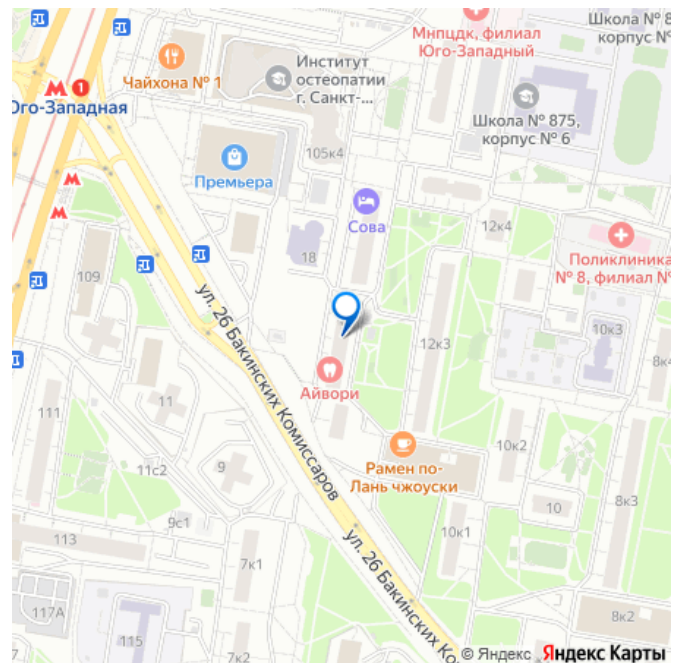 Мнпцдк, филиал
Юго-Западный
Школа № 8
корпус №
Чайхона № 1
Институт
остеопатии
г. Санкт-...
1
Юго-Западная
Школа № 875,
корпус № 6
Премьера
105к4
Сова
12к4
18
Поликлиника
№ 8, филиал №
109
ул. 26 Бакинских Комиссаров
10к3
12к3
8к4
Айвори
11
111
Рамен по-
Лань чжоуски
10к2
11с2
9
8к3
10
9с1
10к1
113
7к1
ул. 26 Бакинских Ко
117А
115
8к2
7к2
© Яндекс Яндекс Карты